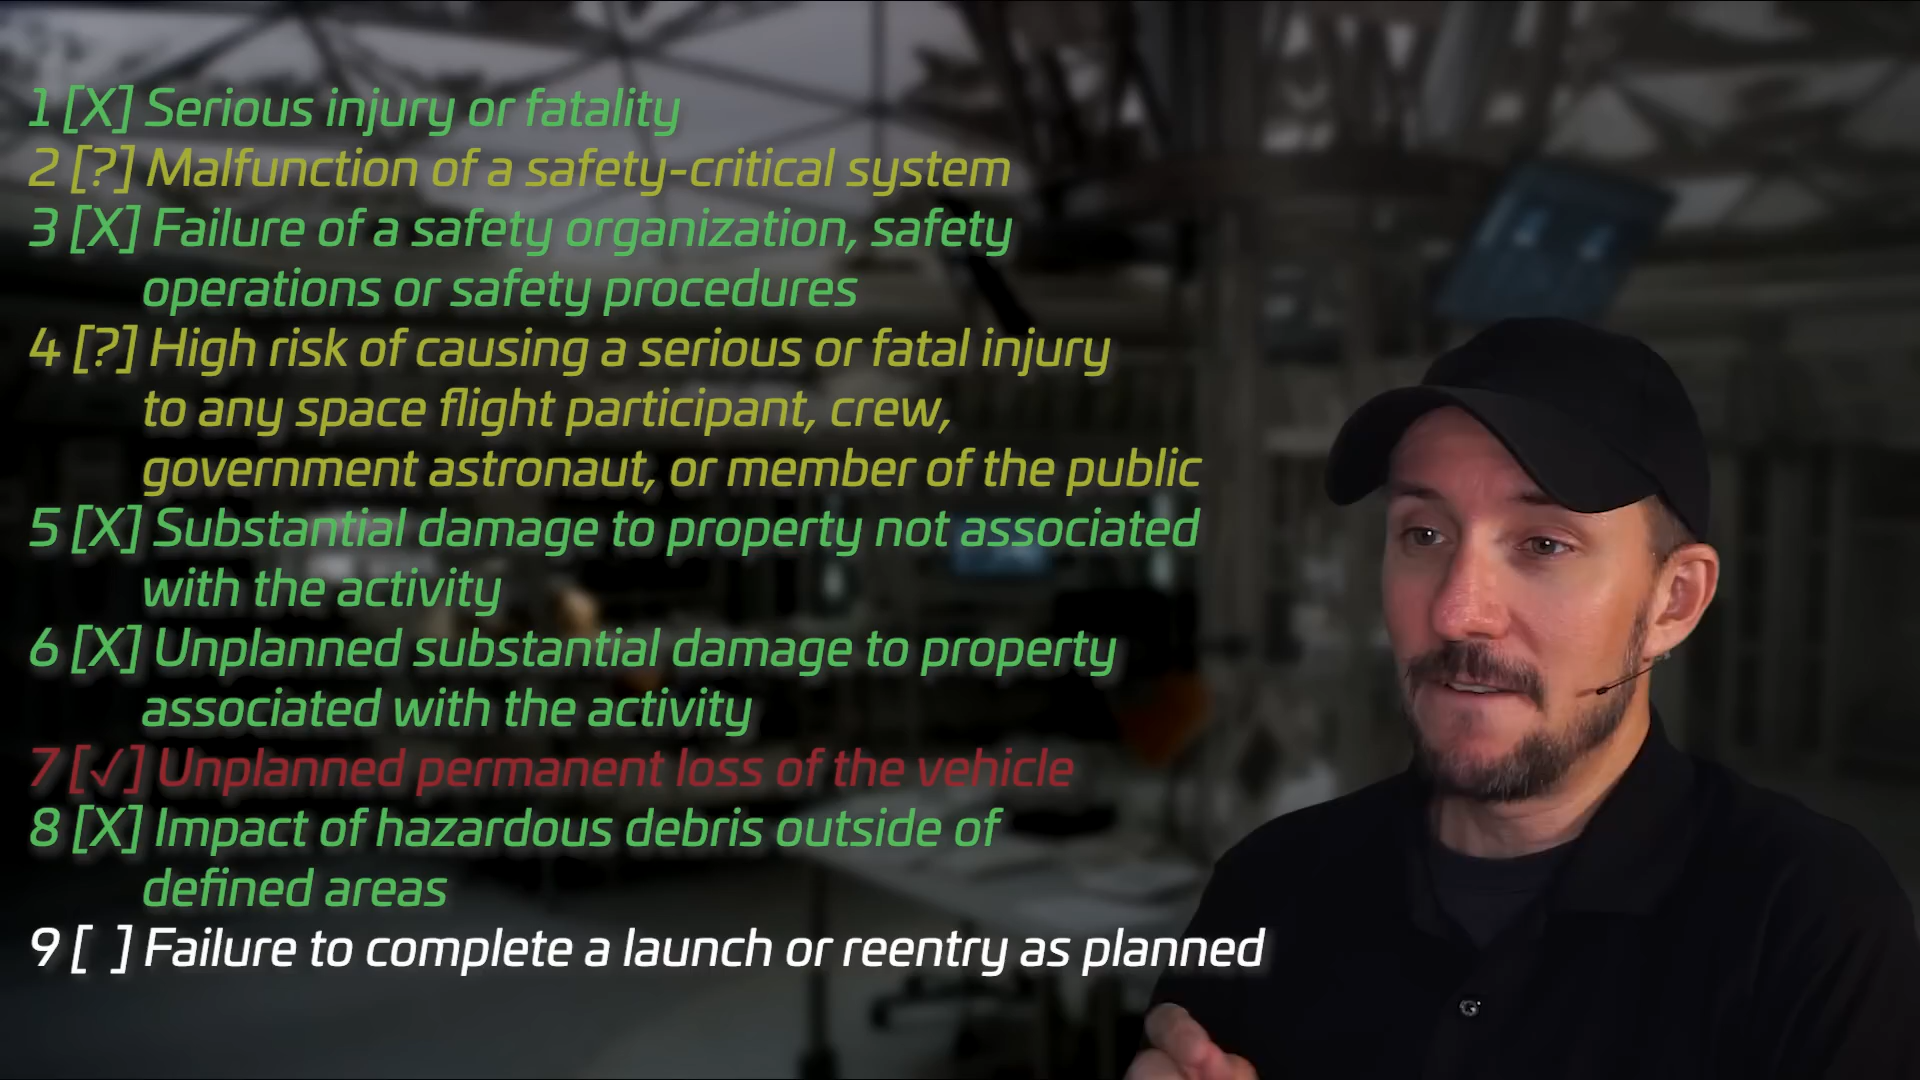 1 [X] Serious injury or fatality
2 [?] Malfunction of a safety-critical system
3 [X] Failure of a safety organization, safety
operations or safety procedures
4 [?] High risk of causing a serious or fatal injury
to any space flight participant, crew,
government astronaut, or member of the public
5 [X] Substantial damage to property not associated
with the activity
6 [X] Unplanned substantial damage to property
associated with the activity
7 [✓] Unplanned permanent loss of the vehicle
8 [X] Impact of hazardous debris outside of
defined areas
9 [ ] Failure to complete a launch or reentry as planned